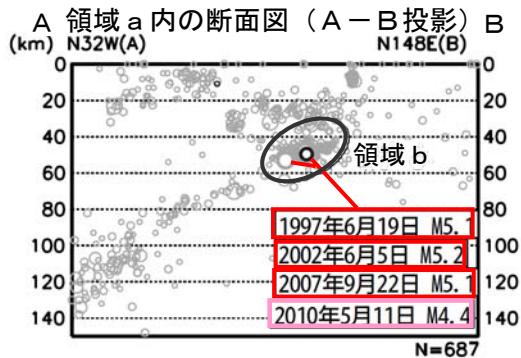 A 領域a内の断面図(A-B投影) B
(km) N32W(A) N148E(B)
0 0
20 20
40 40
領域b
60 60
80 80
1997年6月19日 M5.1
100 100
2002年6月5日 M5.2
120 120
2007年9月22日 M5.1
140 140
2010年5月11日 M4.4
N=687